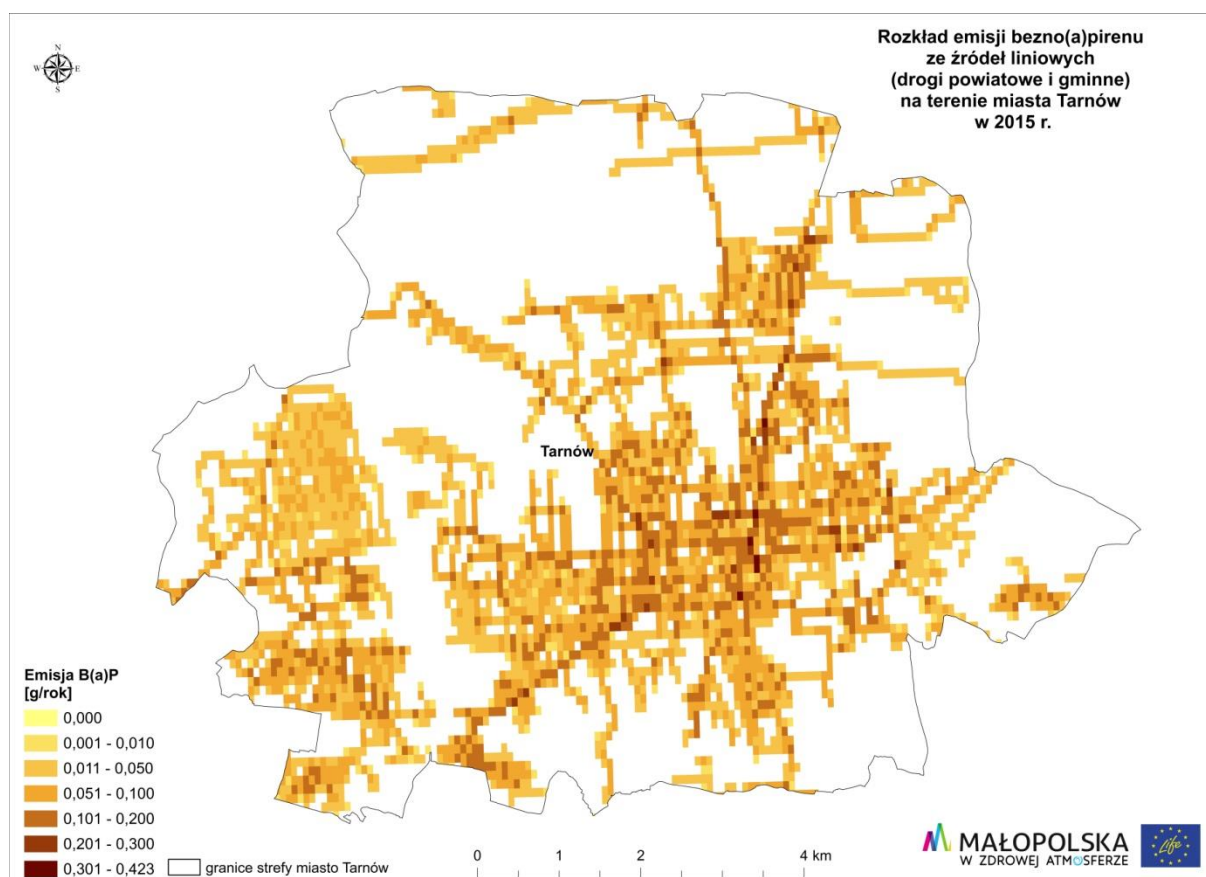 Rozkład emisji bezno(a)pirenu
ze źródeł liniowych
(drogi powiatowe i gminne)
na terenie miasta Tarnów
w 2015 r.
N
W E
S
Tarnów
Emisja B(a)P
[g/rok]
0,000
0,001 - 0,010
0,011 - 0,050
0,051 - 0,100
0,101 - 0,200
0,201 - 0,300
0,301 - 0,423
granice strefy miasto Tarnów
0 1 2 4 km
MAŁOPOLSKA
W ZDROWEJ ATMOSFERZE
Life